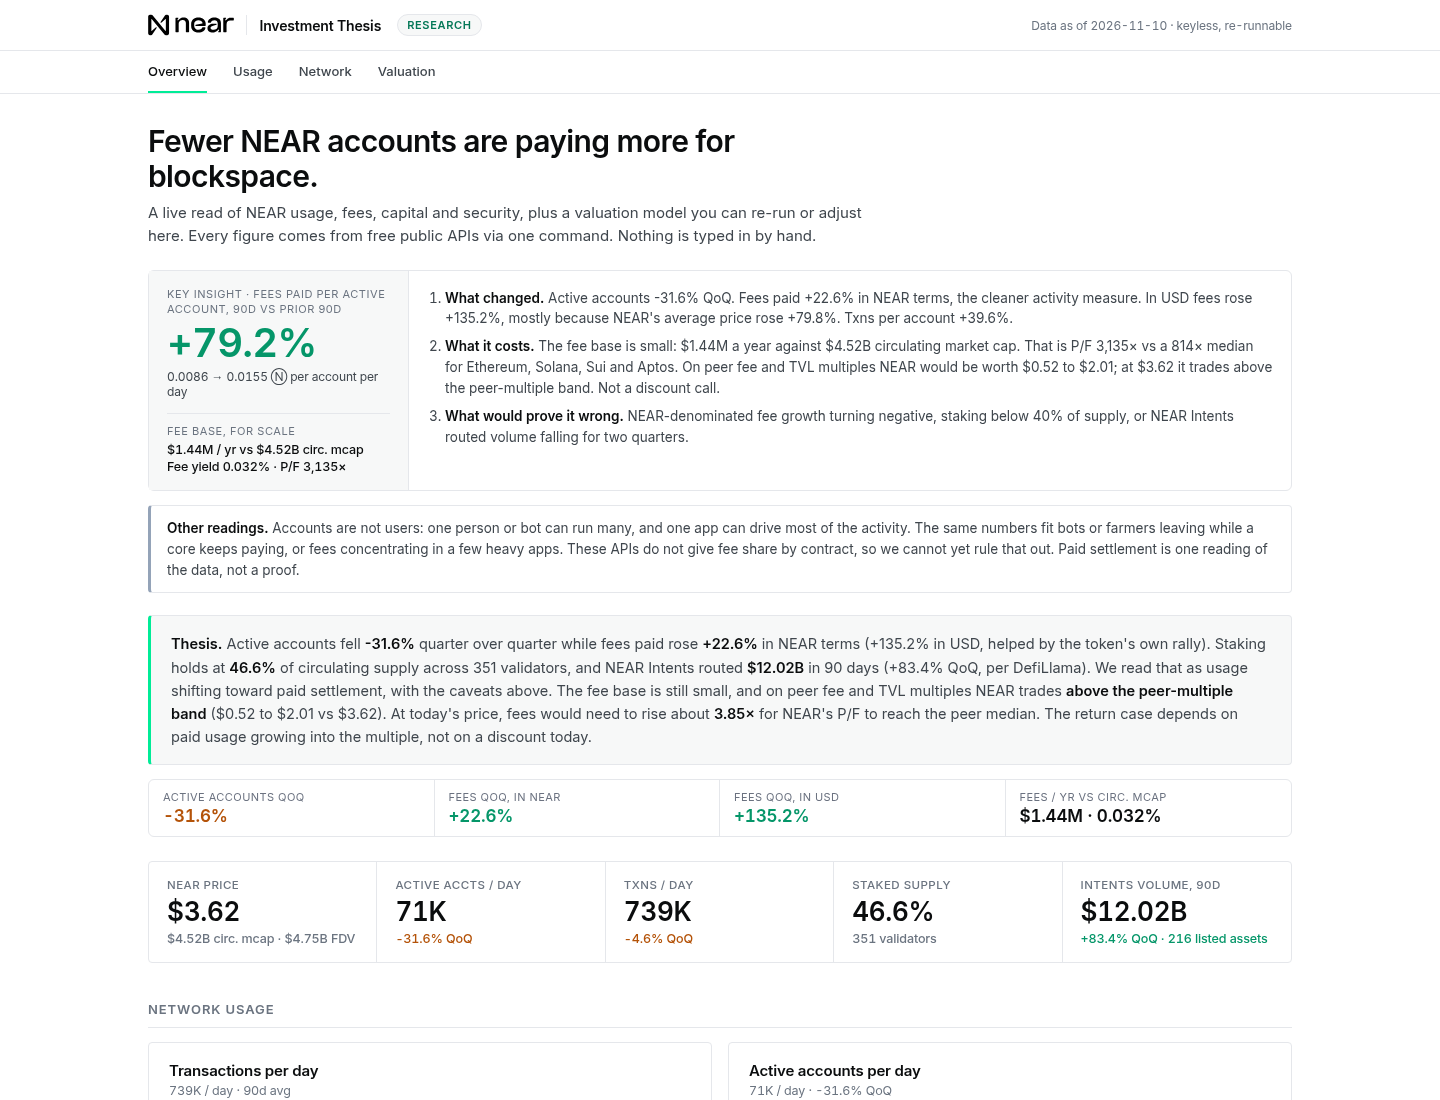 near
Investment Thesis
RESEARCH
Data as of 2026-11-10 · keyless, re-runnable
Overview
Usage
Network
Valuation
Fewer NEAR accounts are paying more for
blockspace.
A live read of NEAR usage, fees, capital and security, plus a valuation model you can re-run or adjust
here. Every figure comes from free public APIs via one command. Nothing is typed in by hand.
KEY INSIGHT · FEES PAID PER ACTIVE
ACCOUNT, 90D VS PRIOR 90D
+79.2%
0.0086 → 0.0155 Ⓝ per account per
day
FEE BASE, FOR SCALE
$1.44M / yr vs $4.52B circ. mcap
Fee yield 0.032% · P/F 3,135×
1. What changed. Active accounts -31.6% QoQ. Fees paid +22.6% in NEAR terms, the cleaner activity measure. In USD fees rose
+135.2%, mostly because NEAR's average price rose +79.8%. Txns per account +39.6%.
2. What it costs. The fee base is small: $1.44M a year against $4.52B circulating market cap. That is P/F 3,135× vs a 814× median
for Ethereum, Solana, Sui and Aptos. On peer fee and TVL multiples NEAR would be worth $0.52 to $2.01; at $3.62 it trades above
the peer-multiple band. Not a discount call.
3. What would prove it wrong. NEAR-denominated fee growth turning negative, staking below 40% of supply, or NEAR Intents
routed volume falling for two quarters.
Other readings. Accounts are not users: one person or bot can run many, and one app can drive most of the activity. The same numbers fit bots or farmers leaving while a
core keeps paying, or fees concentrating in a few heavy apps. These APIs do not give fee share by contract, so we cannot yet rule that out. Paid settlement is one reading of
the data, not a proof.
Thesis. Active accounts fell -31.6% quarter over quarter while fees paid rose +22.6% in NEAR terms (+135.2% in USD, helped by the token's own rally). Staking
holds at 46.6% of circulating supply across 351 validators, and NEAR Intents routed $12.02B in 90 days (+83.4% QoQ, per DefiLlama). We read that as usage
shifting toward paid settlement, with the caveats above. The fee base is still small, and on peer fee and TVL multiples NEAR trades above the peer-multiple
band ($0.52 to $2.01 vs $3.62). At today's price, fees would need to rise about 3.85× for NEAR's P/F to reach the peer median. The return case depends on
paid usage growing into the multiple, not on a discount today.
ACTIVE ACCOUNTS QOQ
-31.6%
FEES QOQ, IN NEAR
+22.6%
FEES QOQ, IN USD
+135.2%
FEES / YR VS CIRC. MCAP
$1.44M · 0.032%
NEAR PRICE
$3.62
$4.52B circ. mcap · $4.75B FDV
ACTIVE ACCTS / DAY
71K
-31.6% QoQ
TXNS / DAY
739K
-4.6% QoQ
STAKED SUPPLY
46.6%
351 validators
INTENTS VOLUME, 90D
$12.02B
+83.4% QoQ · 216 listed assets
NETWORK USAGE
Transactions per day
739K / day · 90d avg
Active accounts per day
71K / day · -31.6% QoQ